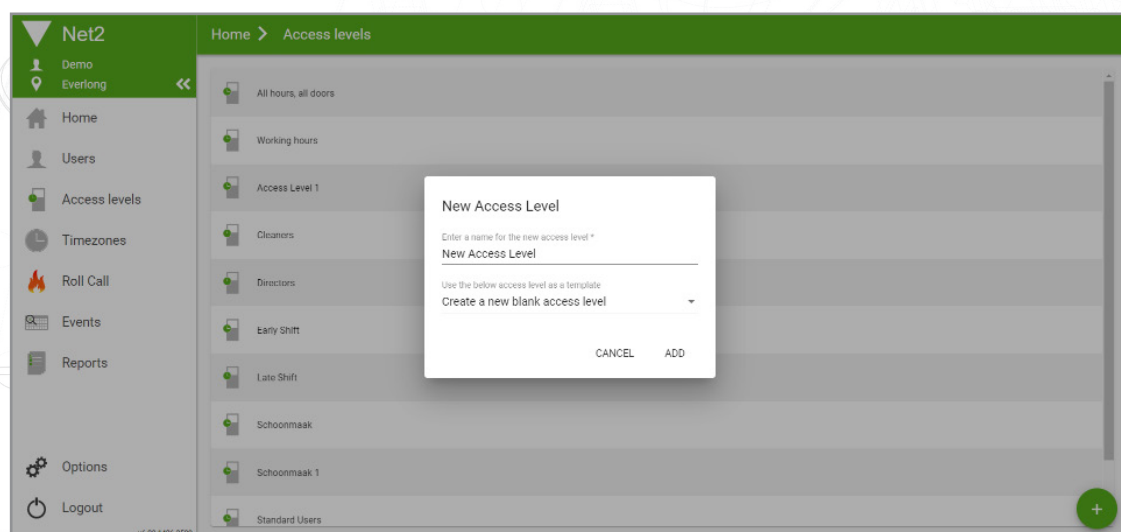 Net2
Home > Access levels
Demo
Everlong
Home
Users
Access levels
Timezones
Roll Call
Events
Reports
Options
Logout
All hours, all doors
Working hours
Access Level 1
Cleaners
Directors
Early Shift
Late Shift
Schoonmaak
Schoonmaak 1
Standard Users
New Access Level
Enter a name for the new access level *
New Access Level
Use the below access level as a template
Create a new blank access level
CANCEL ADD